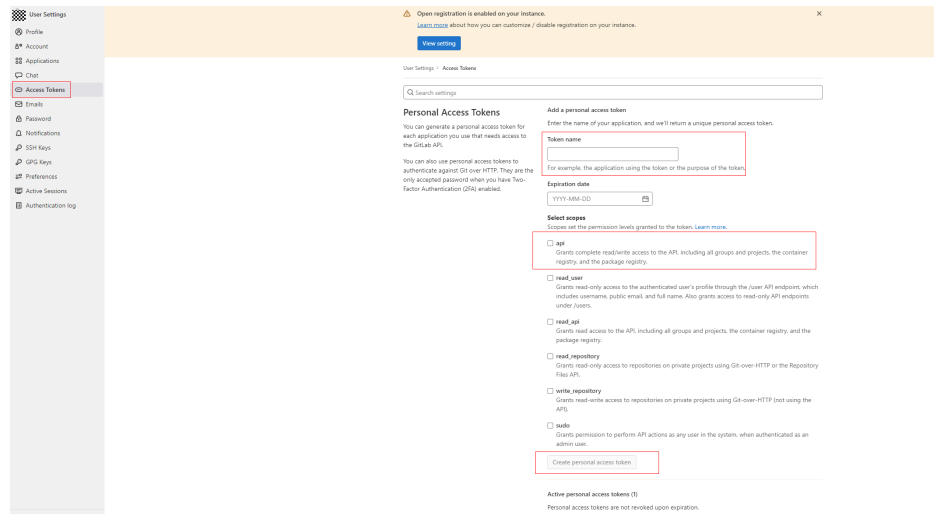 User Settings
Profile
Account
Applications
Chat
Access Tokens
Emails
Password
Notifications
SSH Keys
GPG Keys
Preferences
Active Sessions
Authentication log
Open registration is enabled on your instance.
Learn more about how you can customize / disable registration on your instance.
View setting
User Settings > Access Tokens
Search settings
Personal Access Tokens
You can generate a personal access token for
each application you use that needs access to
the GitLab API.
You can also use personal access tokens to
authenticate against Git over HTTP. They are the
only accepted password when you have Two-
Factor Authentication (2FA) enabled.
Add a personal access token
Enter the name of your application, and we'll return a unique personal access token.
Token name
For example, the application using the token or the purpose of the token.
Expiration date
YYYY-MM-DD
Select scopes
Scopes set the permission levels granted to the token. Learn more.
api
Grants complete read/write access to the API, including all groups and projects, the container
registry, and the package registry.
read_user
Grants read-only access to the authenticated user's profile through the /user API endpoint, which
includes username, public email, and full name. Also grants access to read-only API endpoints
under /users.
read_api
Grants read access to the API, including all groups and projects, the container registry, and the
package registry.
read_repository
Grants read-only access to repositories on private projects using Git-over-HTTP or the Repository
Files API.
write_repository
Grants read-write access to repositories on private projects using Git-over-HTTP (not using the
API).
sudo
Grants permission to perform API actions as any user in the system, when authenticated as an
admin user.
Create personal access token
Active personal access tokens (1)
Personal access tokens are not revoked upon expiration.